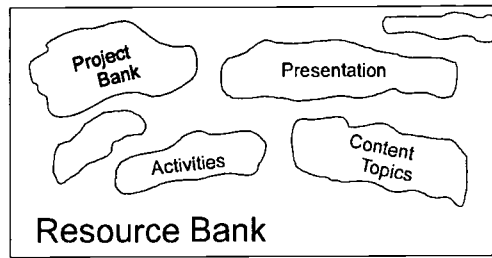 Project
Bank
Presentation
Activities
Content
Topics
Resource Bank